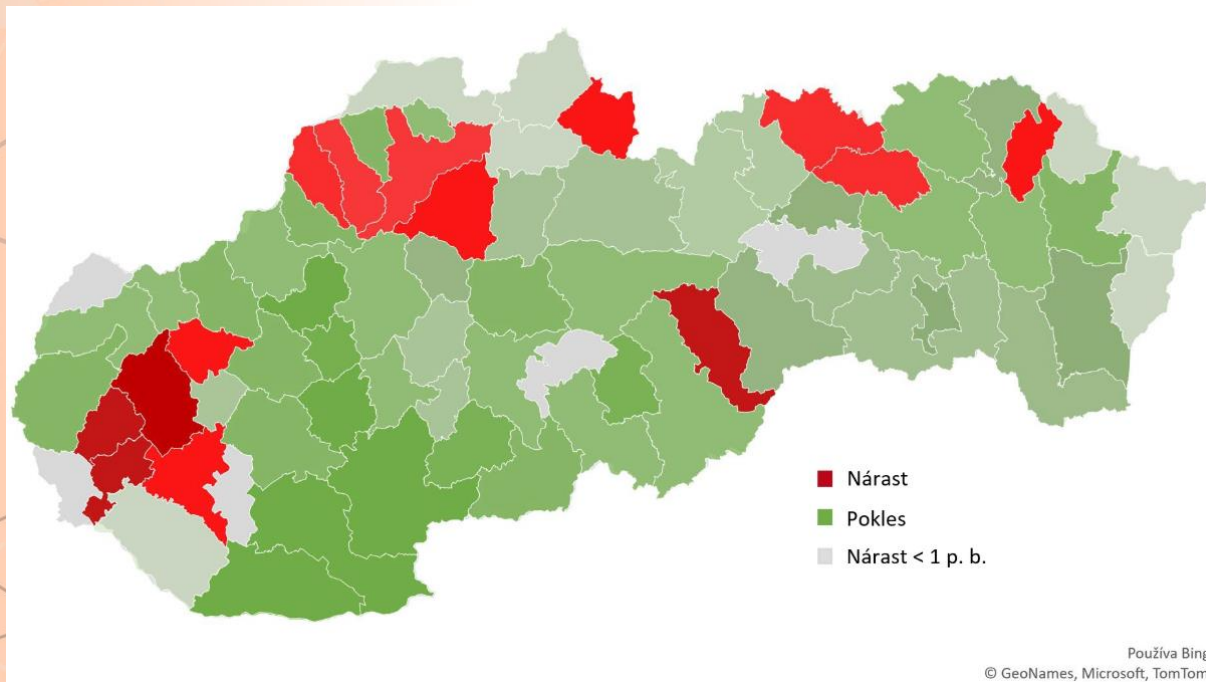 Nárast
Pokles
Nárast < 1 p. b.
Používa Bing
© GeoNames, Microsoft, TomTom